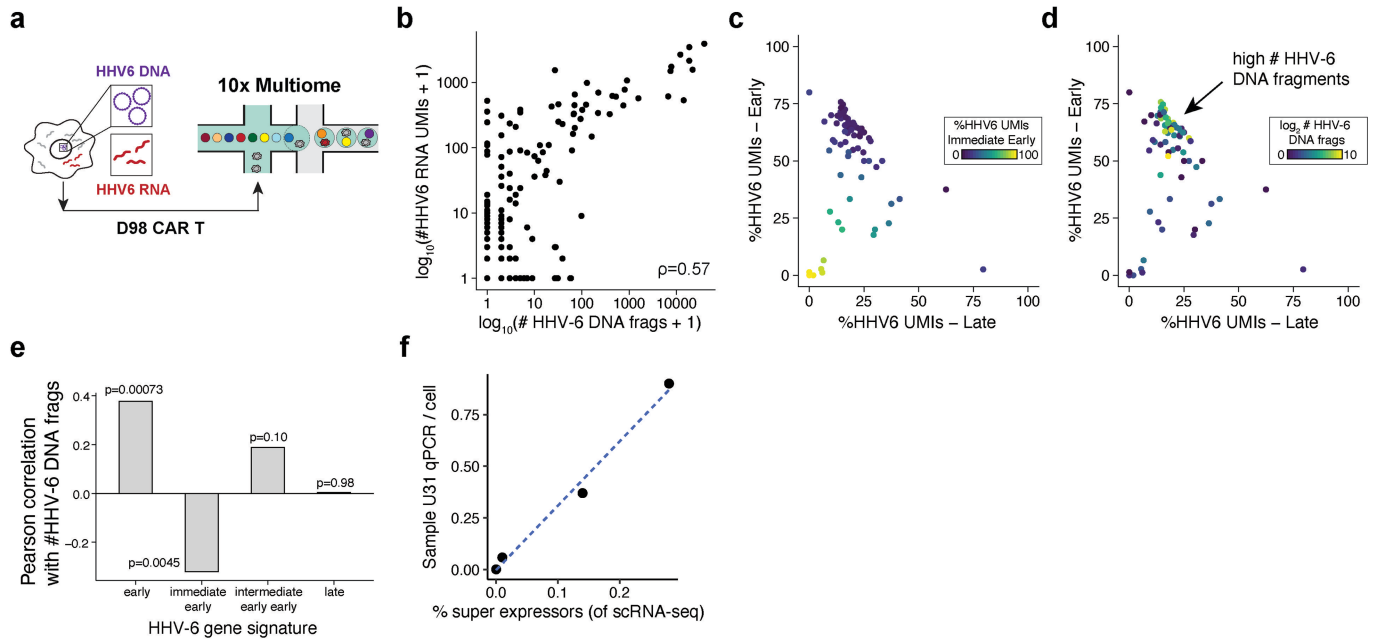 a
HHV6 DNA
HHV6 RNA
10x Multiome
D98 CAR T
b
log10(#HHV6 RNA UMIs + 1)
1000
100
10
1
ρ=0.57
1 10 100 1000 10000
log10(# HHV-6 DNA frags + 1)
c
%HHV6 UMIs – Early
100
75
50
25
0
%HHV6 UMIs
Immediate Early
0 100
0 25 50 75 100
%HHV6 UMIs – Late
d
%HHV6 UMIs – Early
100
75
50
25
0
high # HHV-6
DNA fragments
log2 # HHV-6
DNA frags
0 10
0 25 50 75 100
%HHV6 UMIs – Late
e
Pearson correlation
with #HHV-6 DNA frags
0.4
0.2
0.0
−0.2
p=0.00073
p=0.0045
p=0.10
p=0.98
early immediate intermediate late
early early early
HHV-6 gene signature
f
Sample U31 qPCR / cell
0.75
0.50
0.25
0.00
0.0 0.1 0.2
% super expressors (of scRNA-seq)